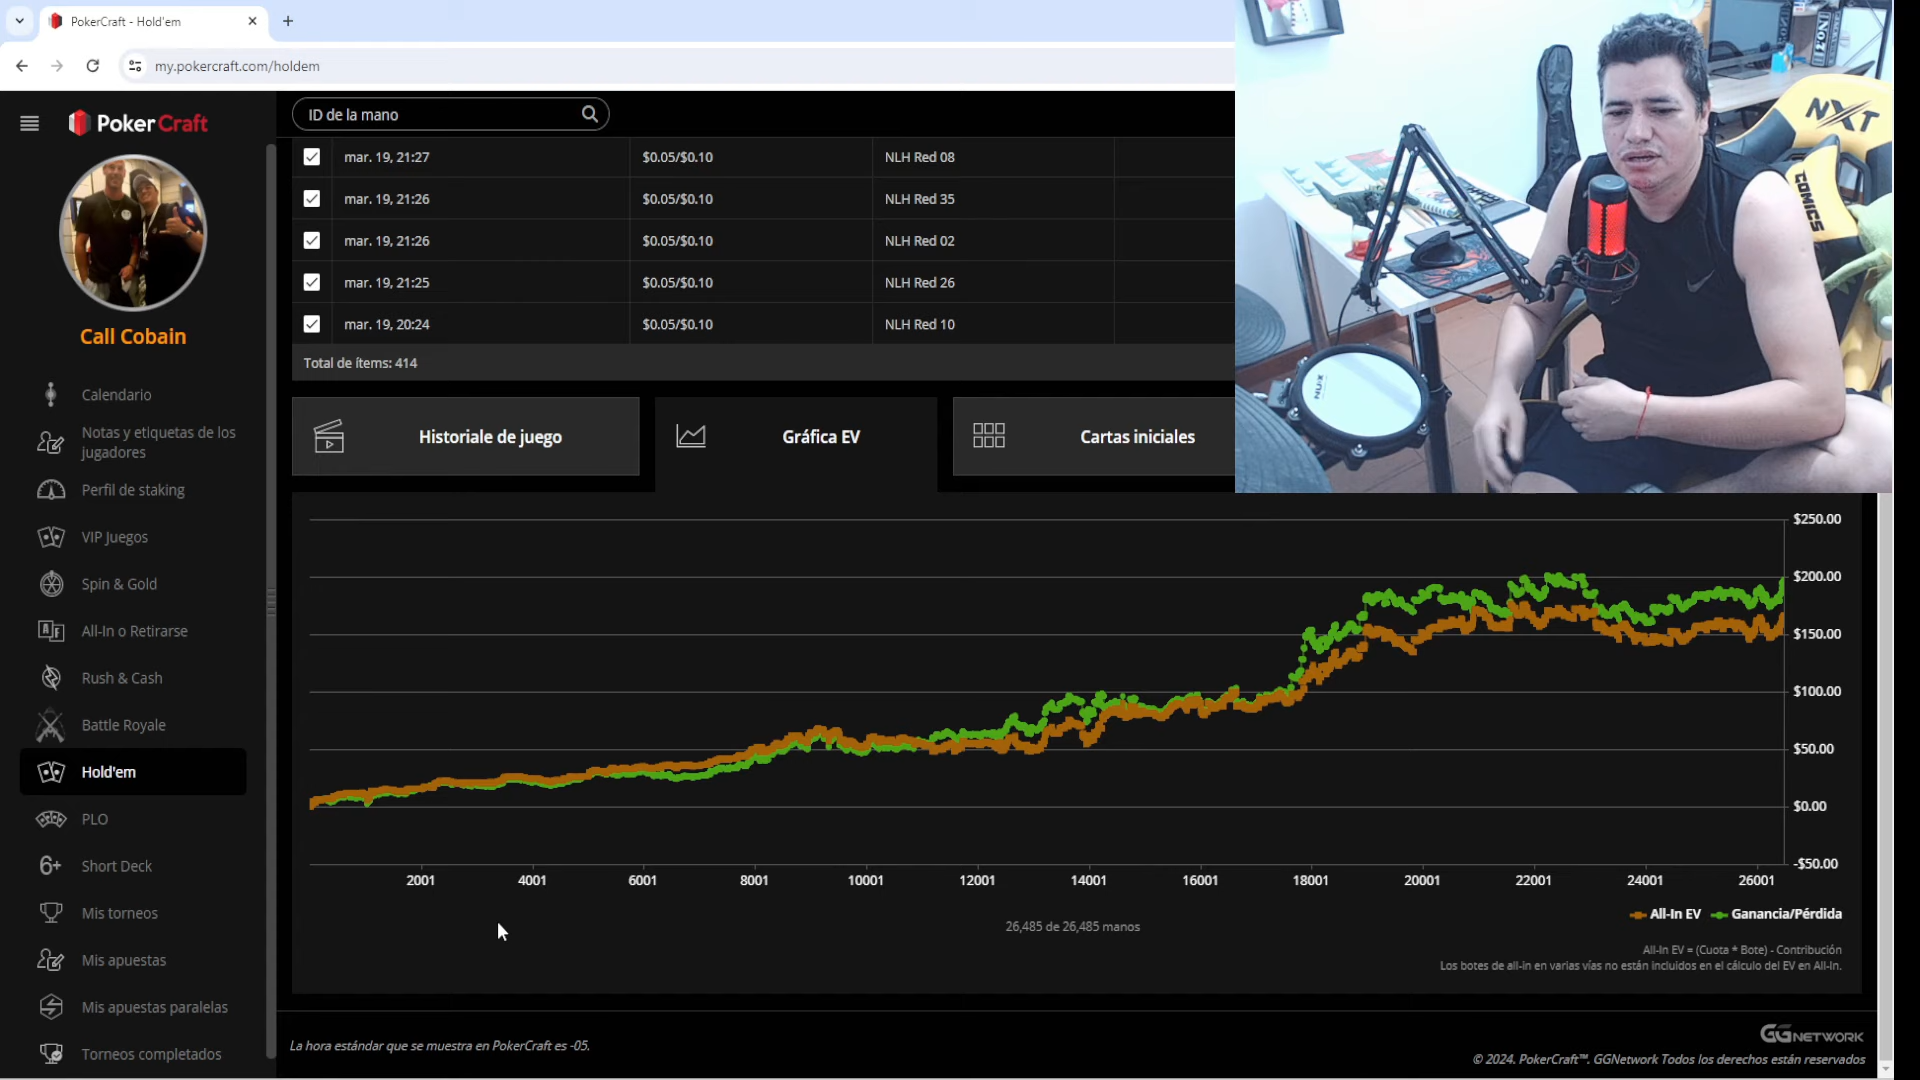 PokerCraft - Hold'em
my.pokercraft.com/holdem
PokerCraft
Call Cobain
Calendario
Notas y etiquetas de los
jugadores
Perfil de staking
VIP Juegos
Spin & Gold
All-In o Retirarse
Rush & Cash
Battle Royale
Hold'em
PLO
6+ Short Deck
Mis torneos
Mis apuestas
Mis apuestas paralelas
Torneos completados
ID de la mano
mar. 19, 21:27 $0.05/$0.10 NLH Red 08
mar. 19, 21:26 $0.05/$0.10 NLH Red 35
mar. 19, 21:26 $0.05/$0.10 NLH Red 02
mar. 19, 21:25 $0.05/$0.10 NLH Red 26
mar. 19, 20:24 $0.05/$0.10 NLH Red 10
Total de ítems: 414
Historiale de juego
Gráfica EV
Cartas iniciales
$250.00
$200.00
$150.00
$100.00
$50.00
$0.00
-$50.00
2001 4001 6001 8001 10001 12001 14001 16001 18001 20001 22001 24001 26001
26,485 de 26,485 manos
All-In EV Ganancia/Pérdida
All-In EV = (Cuota * Bote) - Contribución
Los botes de all-in en varias vías no están incluidos en el cálculo del EV en All-In.
La hora estándar que se muestra en PokerCraft es -05.
GGNETWORK
© 2024. PokerCraft™. GGNetwork Todos los derechos están reservados
NXT
COMICS
NUX